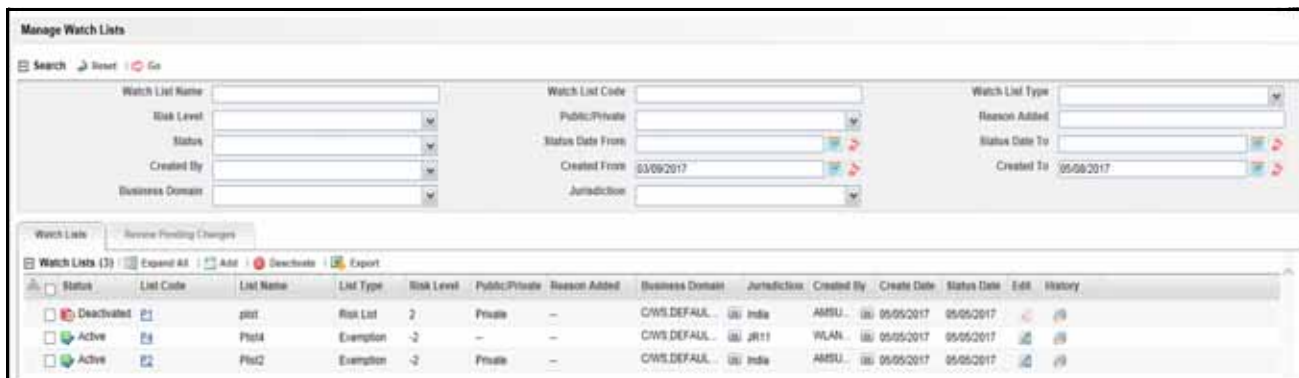 Manage Watch Lists
Search Reset Go
Watch List Name Watch List Code Watch List Type
Risk Level Public/Private Reason Added
Status Status Date From Status Date To
Created By Created From 03/09/2017 Created To 05/08/2017
Business Domain Jurisdiction
Watch Lists Review Pending Changes
Watch Lists (3) Expand All Add Deactivate Export
Status List Code List Name List Type Risk Level Public/Private Reason Added Business Domain Jurisdiction Created By Create Date Status Date Edit History
Deactivated P1 plist Risk List 2 Private -- C/WS,DEFAUL... India AMSU... 05/05/2017 05/05/2017
Active P4 Plist4 Exemption -2 -- -- C/WS,DEFAUL... JR11 WLAN... 05/05/2017 05/05/2017
Active P2 Plist2 Exemption -2 Private -- C/WS,DEFAUL... India AMSU... 05/05/2017 05/05/2017